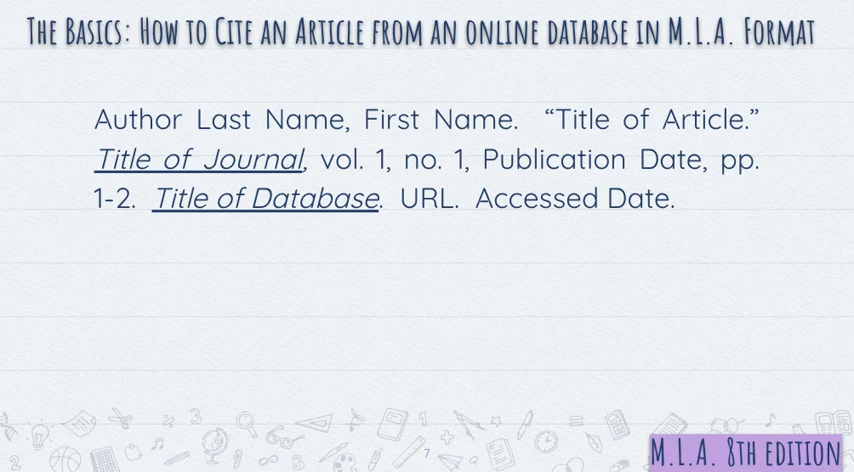 The Basics: How to Cite an Article from an online database in M.L.A. Format
Author Last Name, First Name. “Title of Article.”
Title of Journal, vol. 1, no. 1, Publication Date, pp.
1-2. Title of Database. URL. Accessed Date.
7
M.L.A. 8th edition